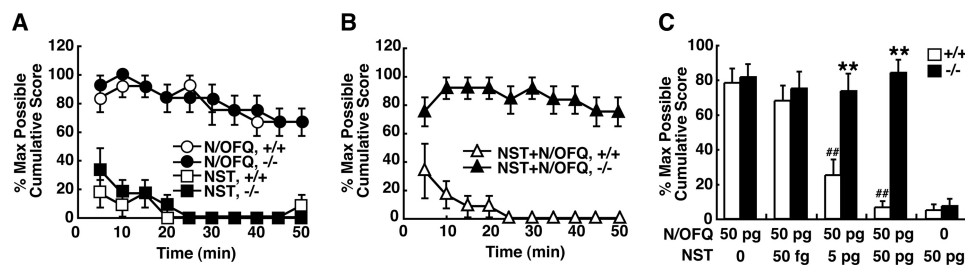 A
% Max Possible
Cumulative Score
120
100
80
60
40
20
0
0 10 20 30 40 50
Time (min)
N/OFQ, +/+
N/OFQ, -/-
NST, +/+
NST, -/-
B
% Max Possible
Cumulative Score
120
100
80
60
40
20
0
0 10 20 30 40 50
Time (min)
NST+N/OFQ, +/+
NST+N/OFQ, -/-
C
% Max Possible
Cumulative Score
100
80
60
40
20
0
+/+
-/-
** **
## ##
N/OFQ 50 pg 50 pg 50 pg 50 pg 0
NST 0 50 fg 5 pg 50 pg 50 pg